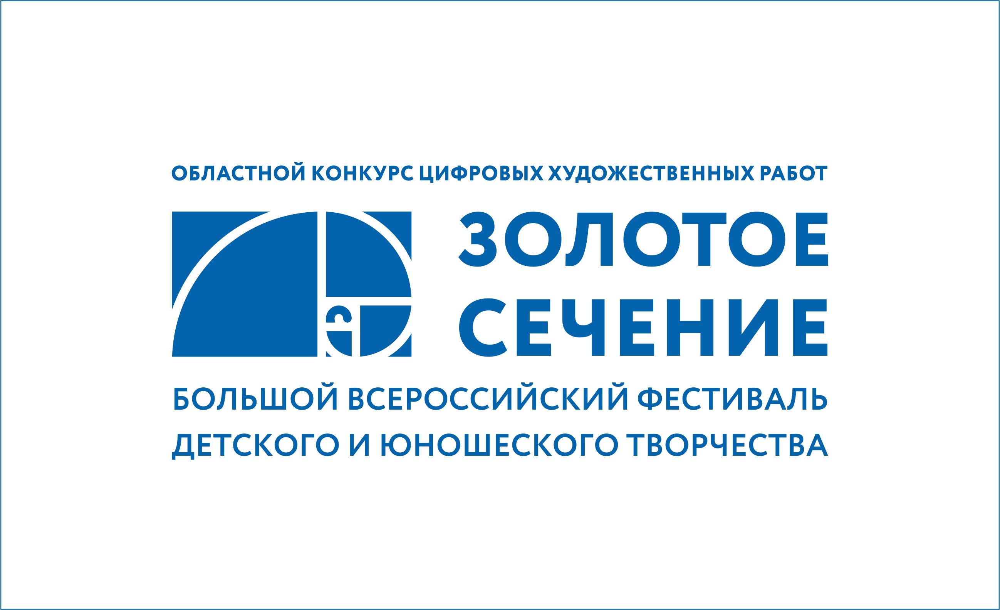 ОБЛАСТНОЙ КОНКУРС ЦИФРОВЫХ ХУДОЖЕСТВЕННЫХ РАБОТ
ЗОЛОТОЕ
СЕЧЕНИЕ
БОЛЬШОЙ ВСЕРОССИЙСКИЙ ФЕСТИВАЛЬ
ДЕТСКОГО И ЮНОШЕСКОГО ТВОРЧЕСТВА